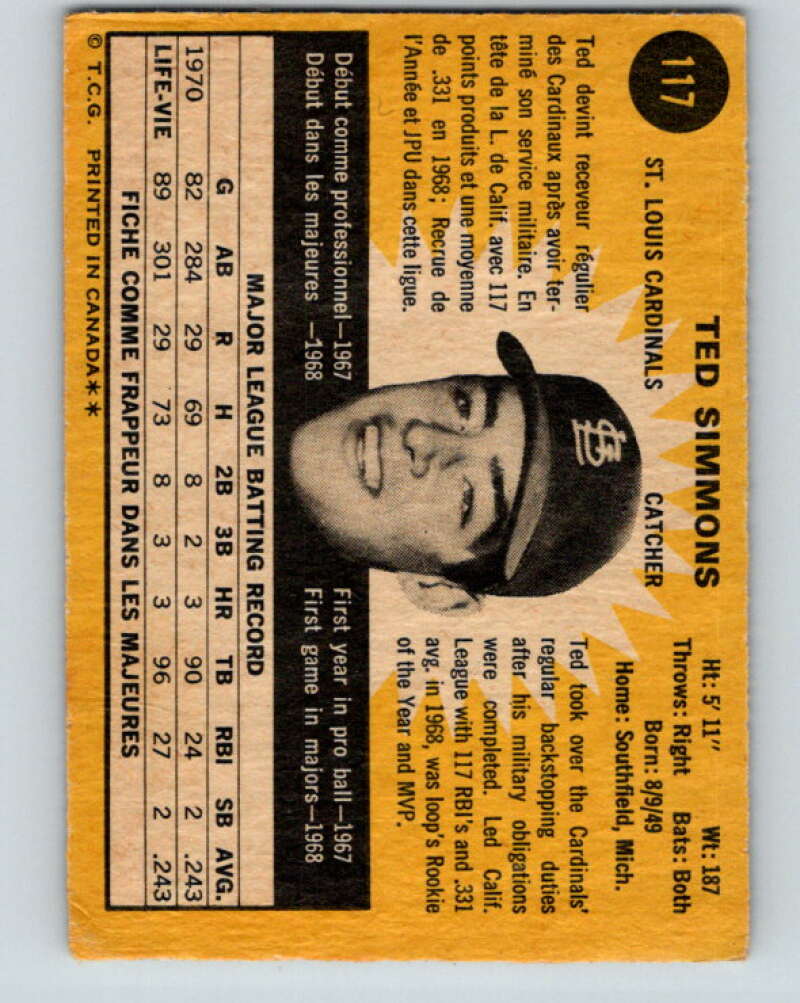 117
TED SIMMONS
ST. LOUIS CARDINALS CATCHER
Ht: 5' 11" Wt: 187
Throws: Right Bats: Both
Born: 8/9/49
Home: Southfield, Mich.
Ted devint receveur régulier
des Cardinaux après avoir ter-
miné son service militaire. En
tête de la L. de Calif. avec 117
points produits et une moyenne
de .331 en 1968; Recrue de
l'Année et JPU dans cette ligue.
Ted took over the Cardinals'
regular backstopping duties
after his military obligations
were completed. Led Calif.
League with 117 RBI's and .331
avg. in 1968, was loop's Rookie
of the Year and MVP.
StL
Début comme professionnel—1967
Début dans les majeures —1968
First year in pro ball—1967
First game in majors—1968
MAJOR LEAGUE BATTING RECORD
G AB R H 2B 3B HR TB RBI SB AVG.
1970 82 284 29 69 8 2 3 90 24 2 .243
LIFE-VIE 89 301 29 73 8 3 3 96 27 2 .243
FICHE COMME FRAPPEUR DANS LES MAJEURES
© T.C.G. PRINTED IN CANADA**